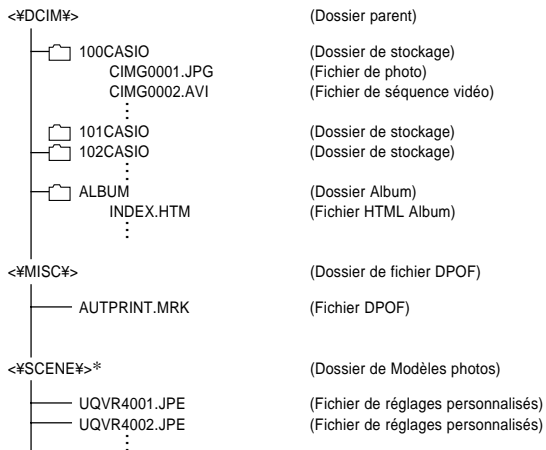 <¥DCIM¥> (Dossier parent)
100CASIO (Dossier de stockage)
CIMG0001.JPG (Fichier de photo)
CIMG0002.AVI (Fichier de séquence vidéo)
101CASIO (Dossier de stockage)
102CASIO (Dossier de stockage)
ALBUM (Dossier Album)
INDEX.HTM (Fichier HTML Album)
<¥MISC¥> (Dossier de fichier DPOF)
AUTPRINT.MRK (Fichier DPOF)
<¥SCENE¥>* (Dossier de Modèles photos)
UQVR4001.JPE (Fichier de réglages personnalisés)
UQVR4002.JPE (Fichier de réglages personnalisés)